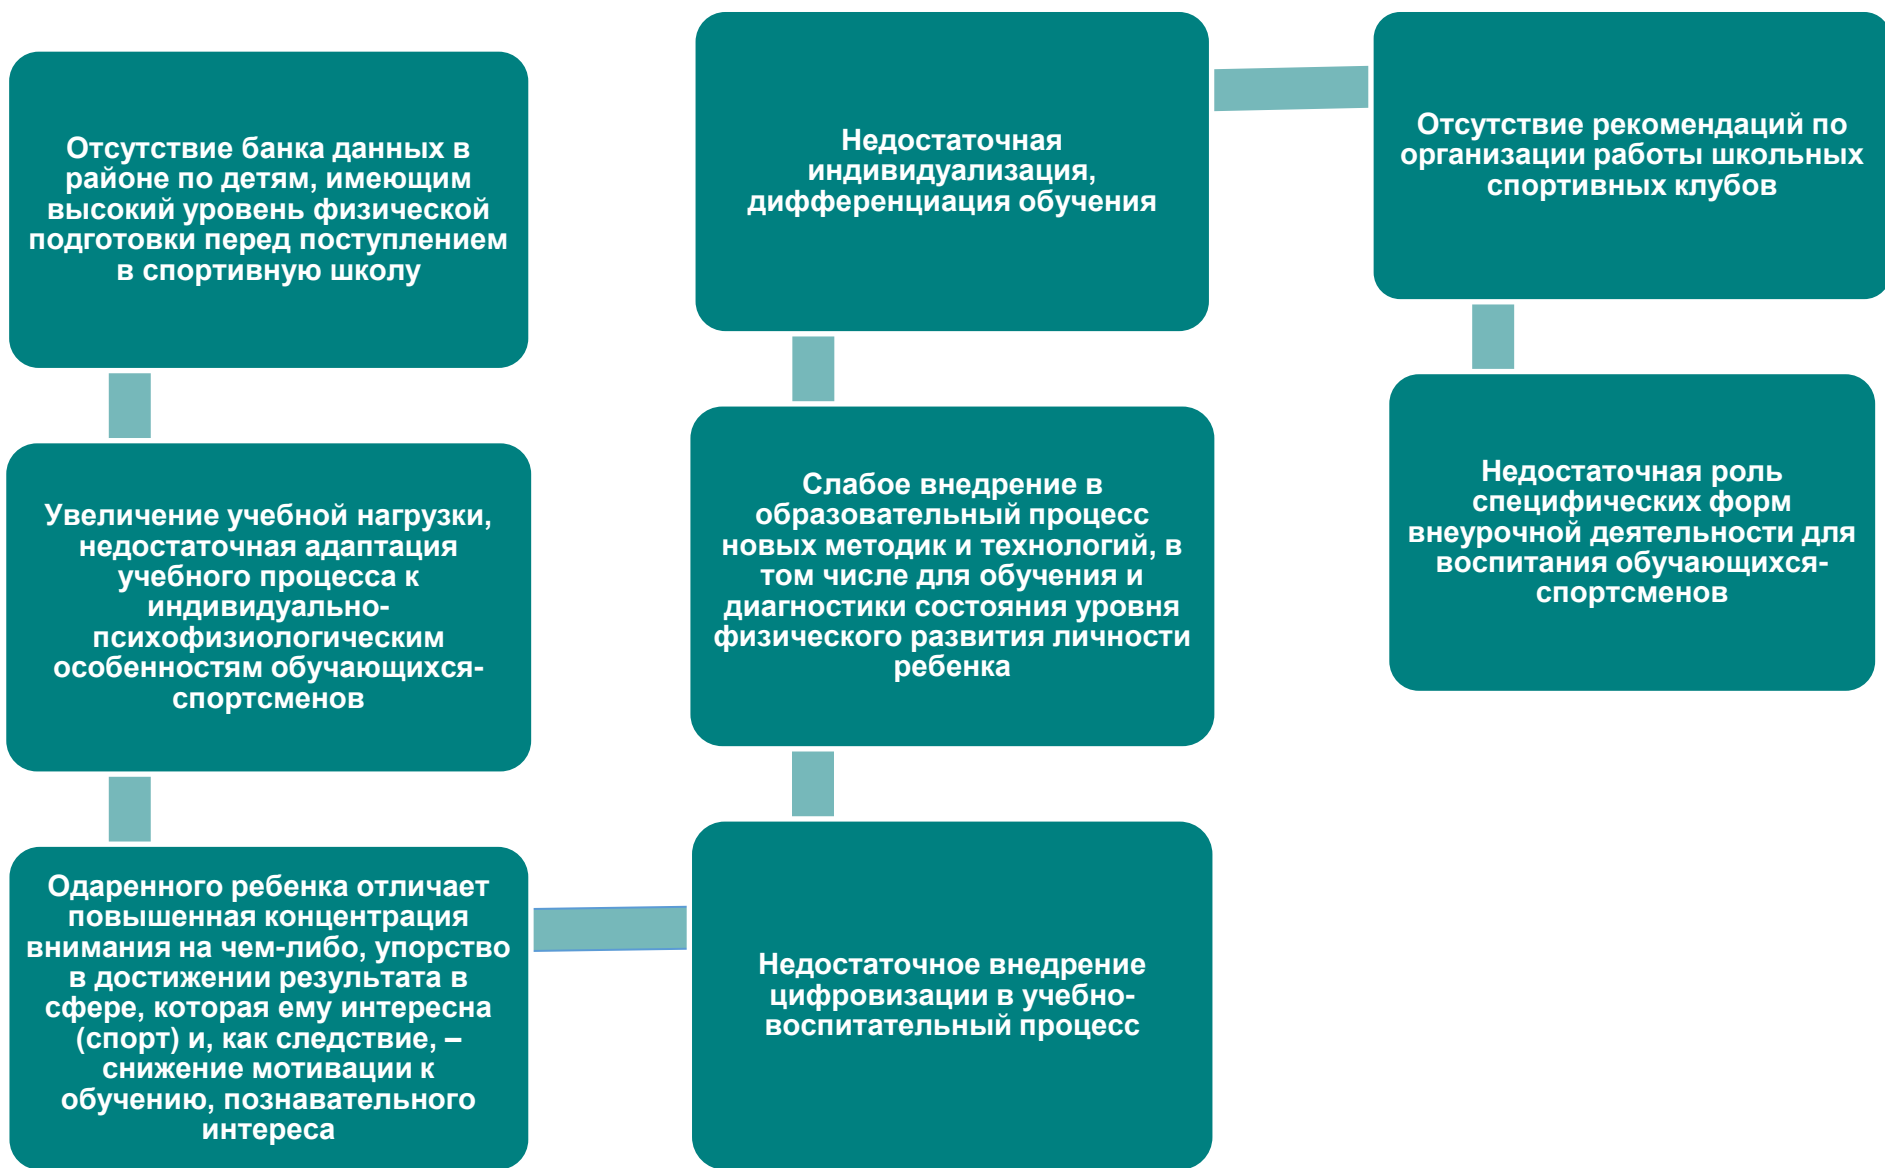 Отсутствие банка данных в
районе по детям, имеющим
высокий уровень физической
подготовки перед поступлением
в спортивную школу
Увеличение учебной нагрузки,
недостаточная адаптация
учебного процесса к
индивидуально-
психофизиологическим
особенностям обучающихся-
спортсменов
Одаренного ребенка отличает
повышенная концентрация
внимания на чем-либо, упорство
в достижении результата в
сфере, которая ему интересна
(спорт) и, как следствие, –
снижение мотивации к
обучению, познавательного
интереса
Недостаточное внедрение
цифровизации в учебно-
воспитательный процесс
Слабое внедрение в
образовательный процесс
новых методик и технологий, в
том числе для обучения и
диагностики состояния уровня
физического развития личности
ребенка
Недостаточная
индивидуализация,
дифференциация обучения
Отсутствие рекомендаций по
организации работы школьных
спортивных клубов
Недостаточная роль
специфических форм
внеурочной деятельности для
воспитания обучающихся-
спортсменов